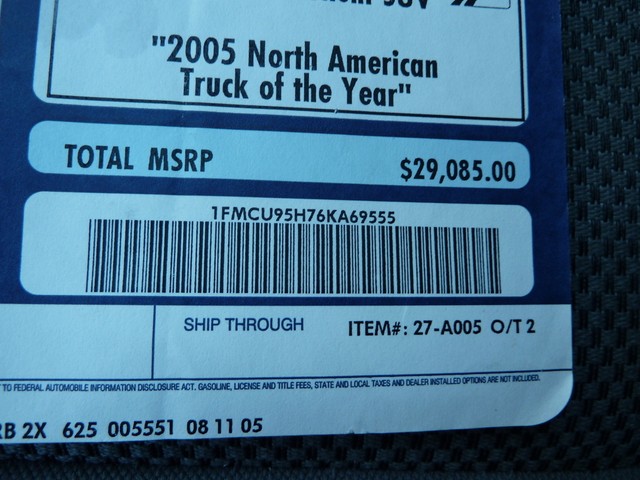 "2005 North American
Truck of the Year"
TOTAL MSRP $29,085.00
1FMCU95H76KA69555
SHIP THROUGH ITEM#: 27-A005 O/T 2
TO FEDERAL AUTOMOBILE INFORMATION DISCLOSURE ACT. GASOLINE, LICENSE AND TITLE FEES, STATE AND LOCAL TAXES AND DEALER INSTALLED OPTIONS ARE NOT INCLUDED.
RB 2X 625 005551 08 11 05